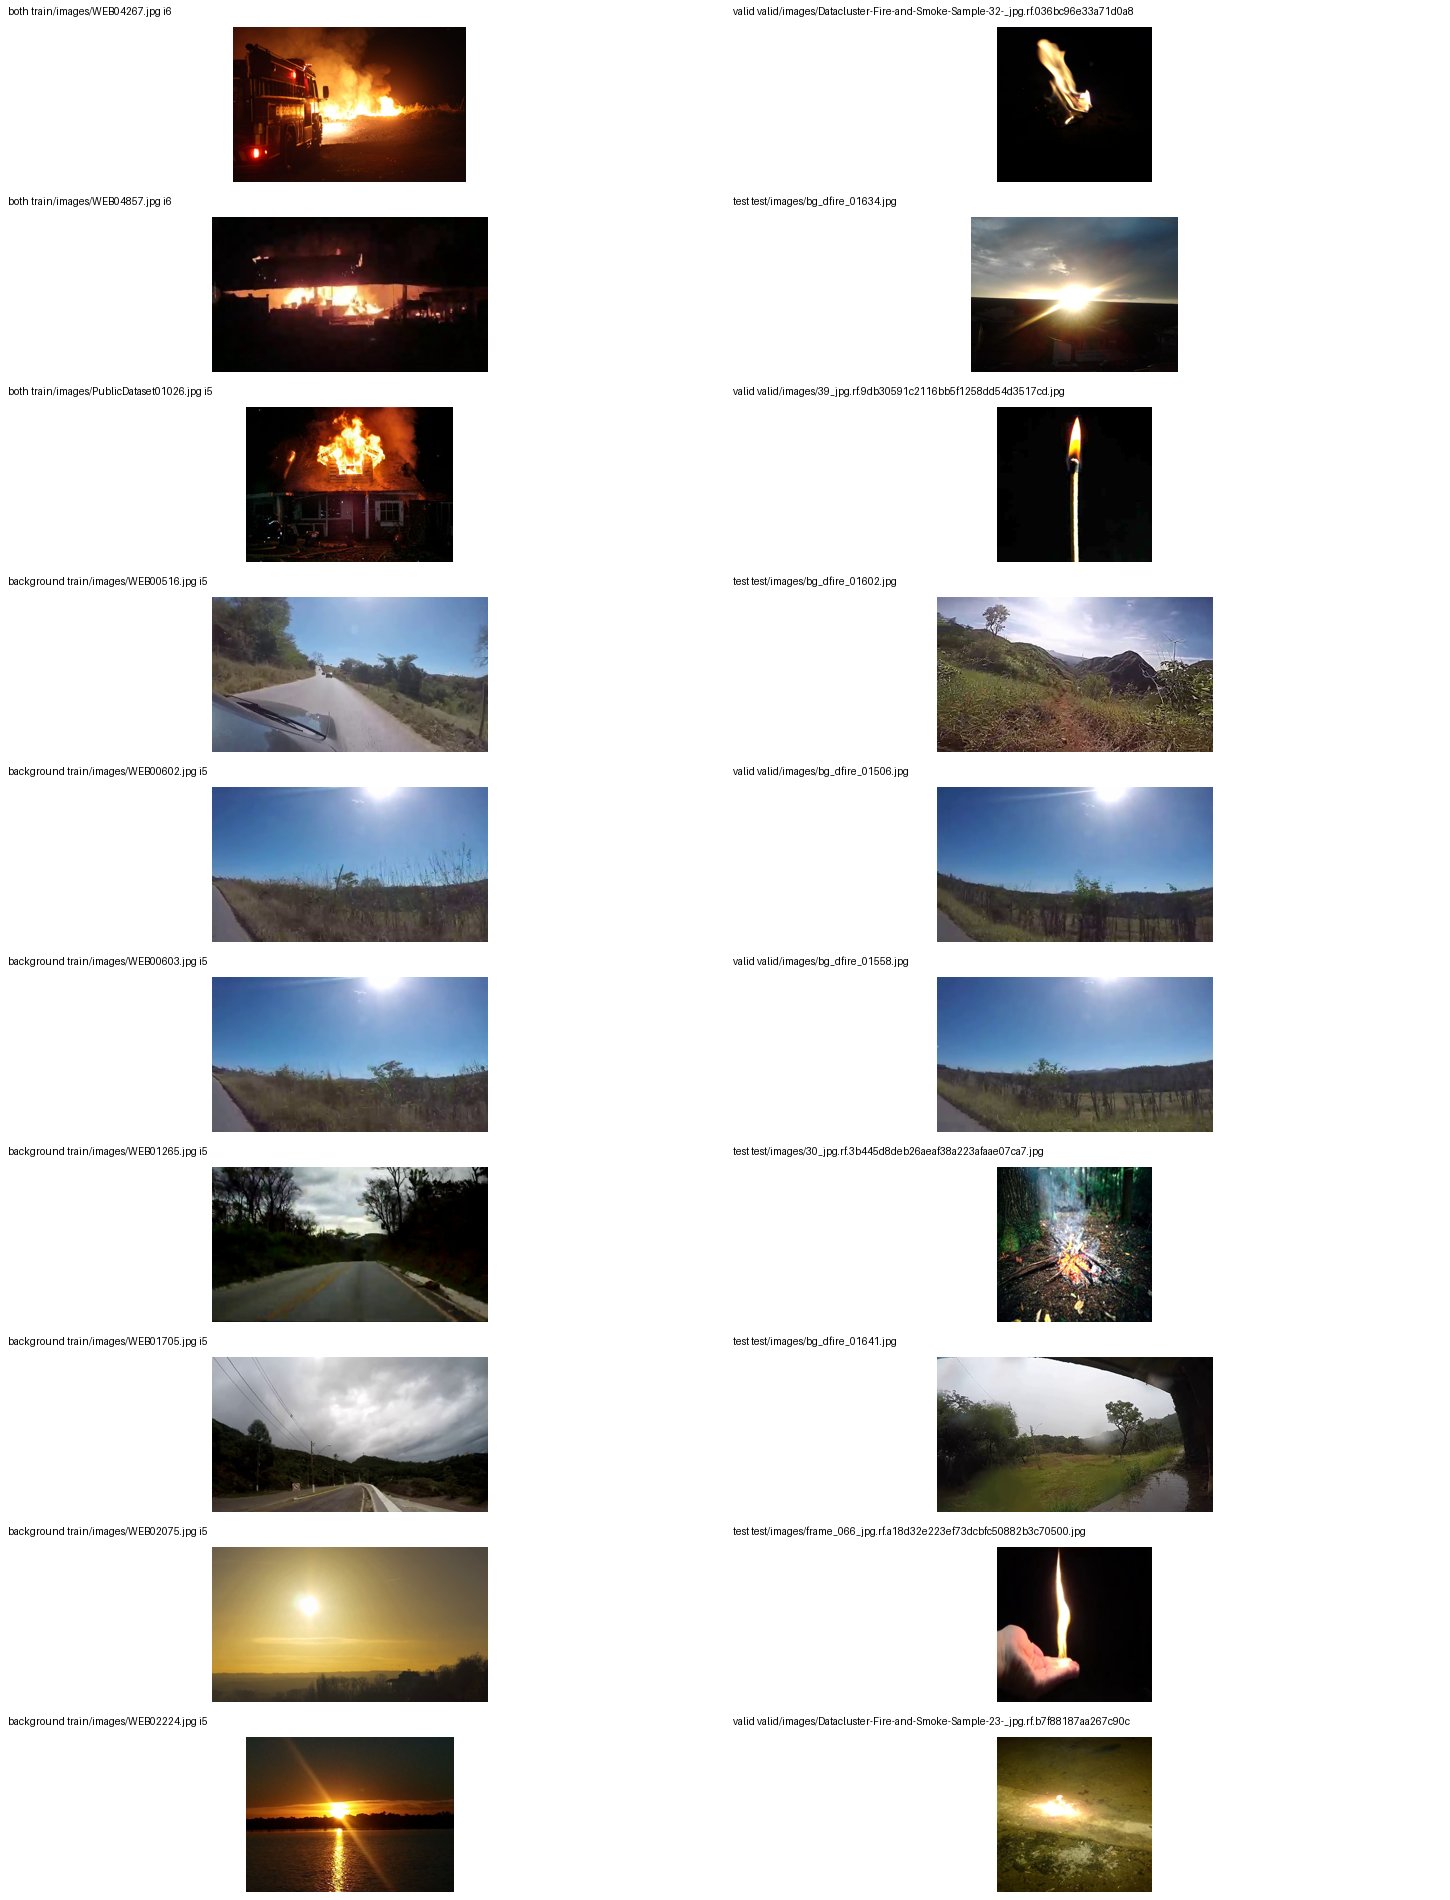 both train/images/WEB04267.jpg i6
valid valid/images/Datacluster-Fire-and-Smoke-Sample-32-_jpg.rf.036bc96e33a71d0a8
both train/images/WEB04857.jpg i6
test test/images/bg_dfire_01634.jpg
both train/images/PublicDataset01026.jpg i5
valid valid/images/39_jpg.rf.9db30591c2116bb5f1258dd54d3517cd.jpg
background train/images/WEB00516.jpg i5
test test/images/bg_dfire_01602.jpg
background train/images/WEB00602.jpg i5
valid valid/images/bg_dfire_01506.jpg
background train/images/WEB00603.jpg i5
valid valid/images/bg_dfire_01558.jpg
background train/images/WEB01265.jpg i5
test test/images/30_jpg.rf.3b445d8deb26aeaf38a223afaae07ca7.jpg
background train/images/WEB01705.jpg i5
test test/images/bg_dfire_01641.jpg
background train/images/WEB02075.jpg i5
test test/images/frame_066_jpg.rf.a18d32e223ef73dcbfc50882b3c70500.jpg
background train/images/WEB02224.jpg i5
valid valid/images/Datacluster-Fire-and-Smoke-Sample-23-_jpg.rf.b7f88187aa267c90c